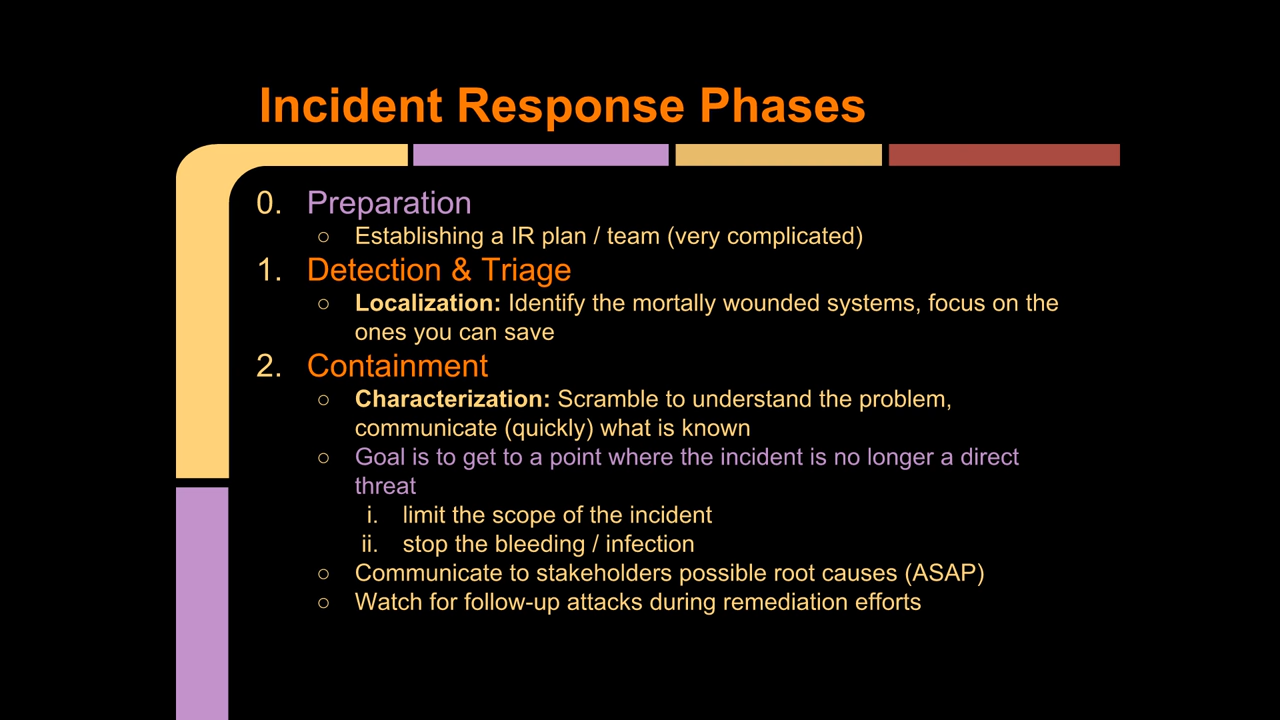 Incident Response Phases
0. Preparation
○ Establishing a IR plan / team (very complicated)
1. Detection & Triage
○ Localization: Identify the mortally wounded systems, focus on the
ones you can save
2. Containment
○ Characterization: Scramble to understand the problem,
communicate (quickly) what is known
○ Goal is to get to a point where the incident is no longer a direct
threat
i. limit the scope of the incident
ii. stop the bleeding / infection
○ Communicate to stakeholders possible root causes (ASAP)
○ Watch for follow-up attacks during remediation efforts